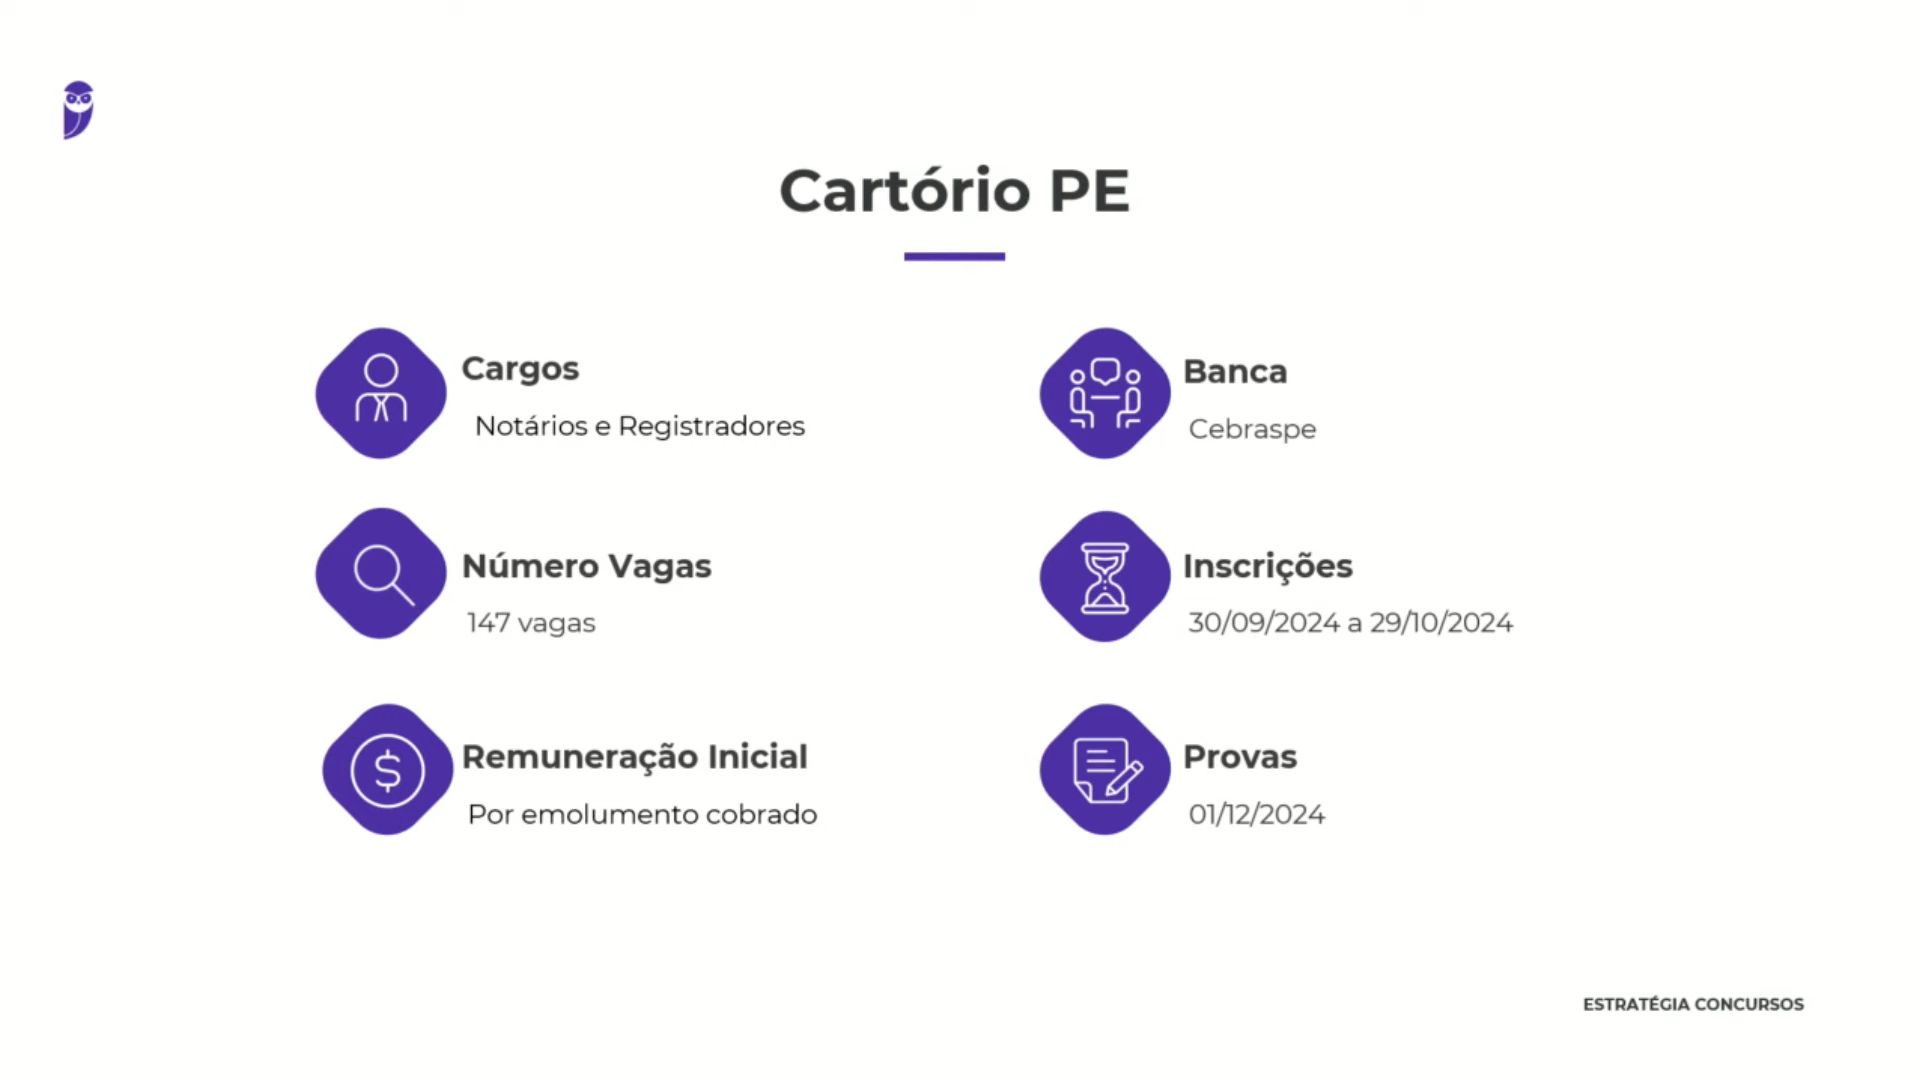 Cartório PE
Cargos
Notários e Registradores
Banca
Cebraspe
Número Vagas
147 vagas
Inscrições
30/09/2024 a 29/10/2024
Remuneração Inicial
Por emolumento cobrado
Provas
01/12/2024
ESTRATÉGIA CONCURSOS